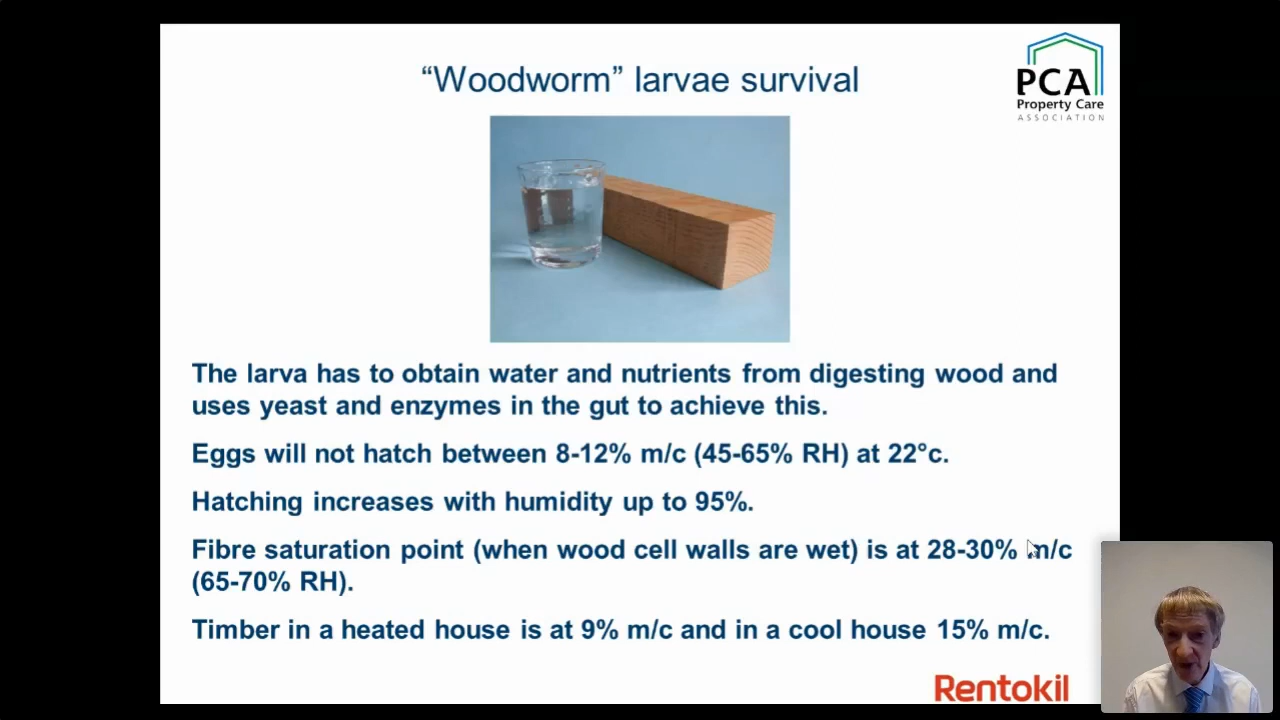 “Woodworm” larvae survival
PCA
Property Care
ASSOCIATION
The larva has to obtain water and nutrients from digesting wood and
uses yeast and enzymes in the gut to achieve this.
Eggs will not hatch between 8-12% m/c (45-65% RH) at 22°c.
Hatching increases with humidity up to 95%.
Fibre saturation point (when wood cell walls are wet) is at 28-30% m/c
(65-70% RH).
Timber in a heated house is at 9% m/c and in a cool house 15% m/c.
Rentokil